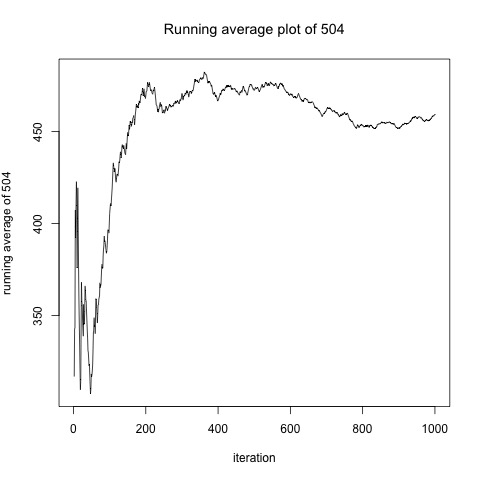 Running average plot of 504
running average of 504
450
400
350
0 200 400 600 800 1000
iteration